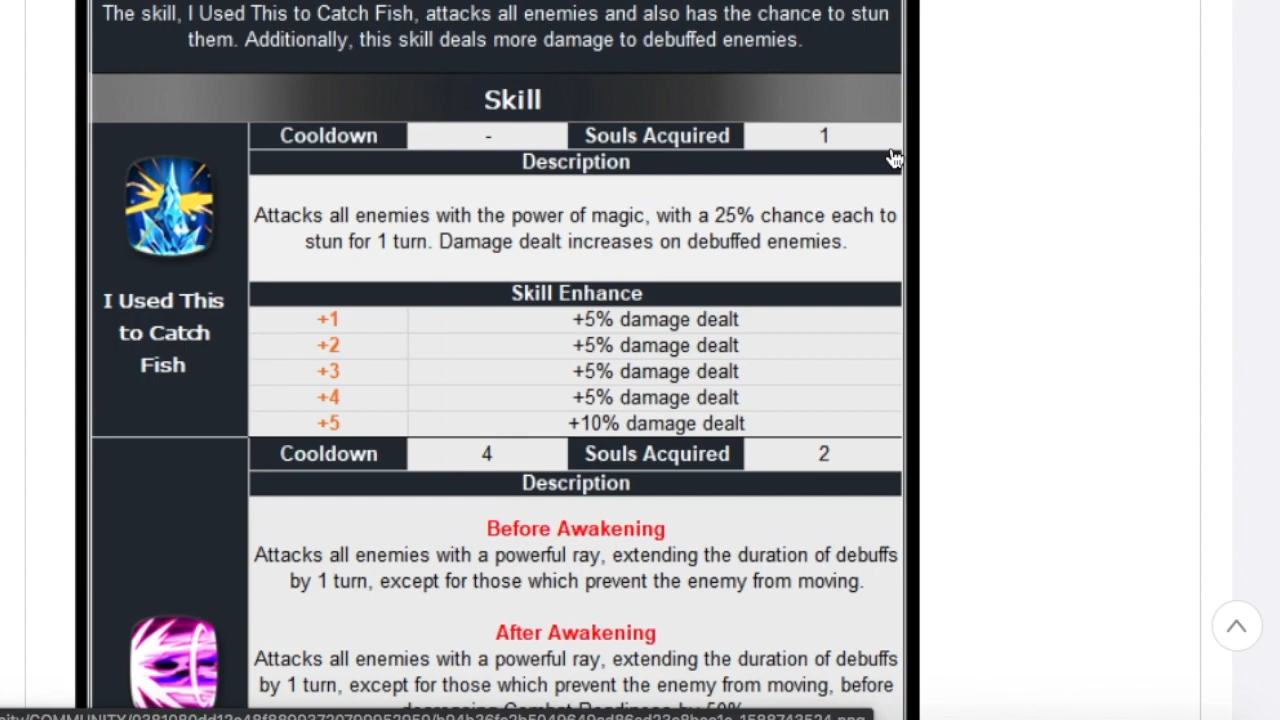 The skill, I Used This to Catch Fish, attacks all enemies and also has the chance to stun
them. Additionally, this skill deals more damage to debuffed enemies.
Skill
Cooldown - Souls Acquired 1
Description
Attacks all enemies with the power of magic, with a 25% chance each to
stun for 1 turn. Damage dealt increases on debuffed enemies.
I Used This
to Catch
Fish
Skill Enhance
+1 +5% damage dealt
+2 +5% damage dealt
+3 +5% damage dealt
+4 +5% damage dealt
+5 +10% damage dealt
Cooldown 4 Souls Acquired 2
Description
Before Awakening
Attacks all enemies with a powerful ray, extending the duration of debuffs
by 1 turn, except for those which prevent the enemy from moving.
After Awakening
Attacks all enemies with a powerful ray, extending the duration of debuffs
by 1 turn, except for those which prevent the enemy from moving, before
decreasing Combat Readiness by 50%.